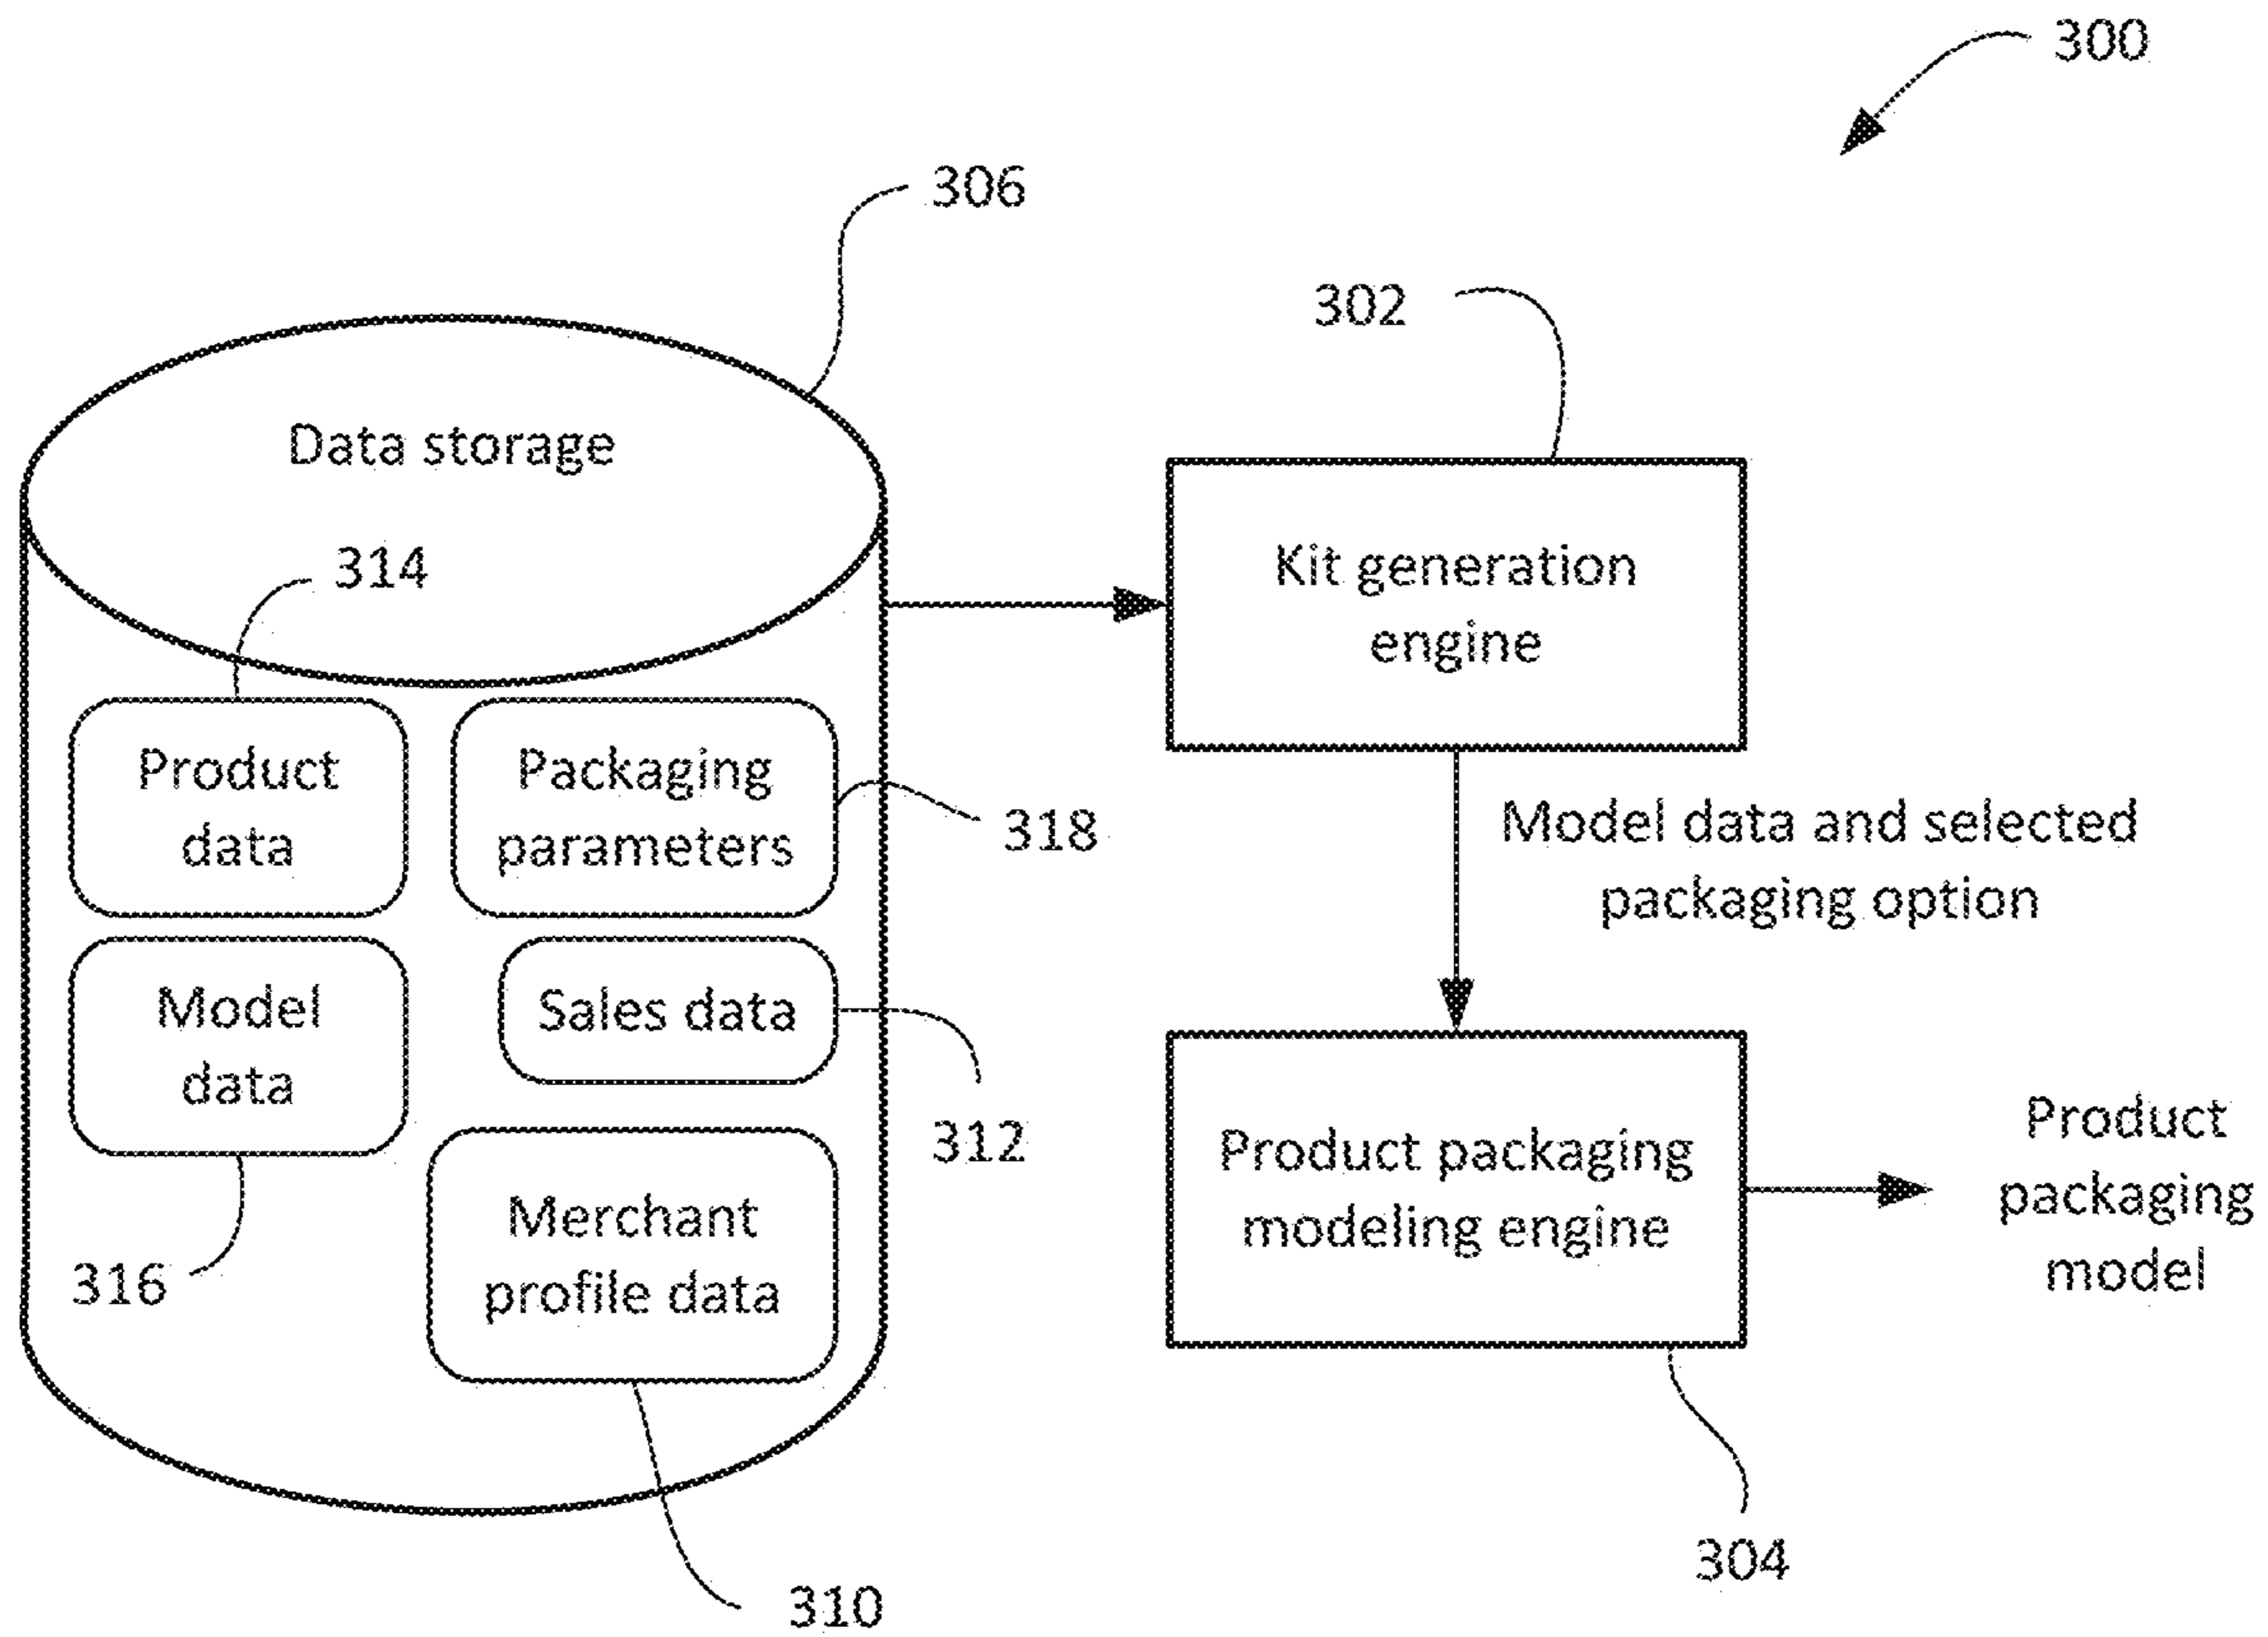 300
306
302
Data storage
314
Kit generation
engine
Product
data
Packaging
parameters
318
Model data and selected
packaging option
Model
data
Sales data
312
Product packaging
modeling engine
Product
packaging
model
Merchant
profile data
316
304
310